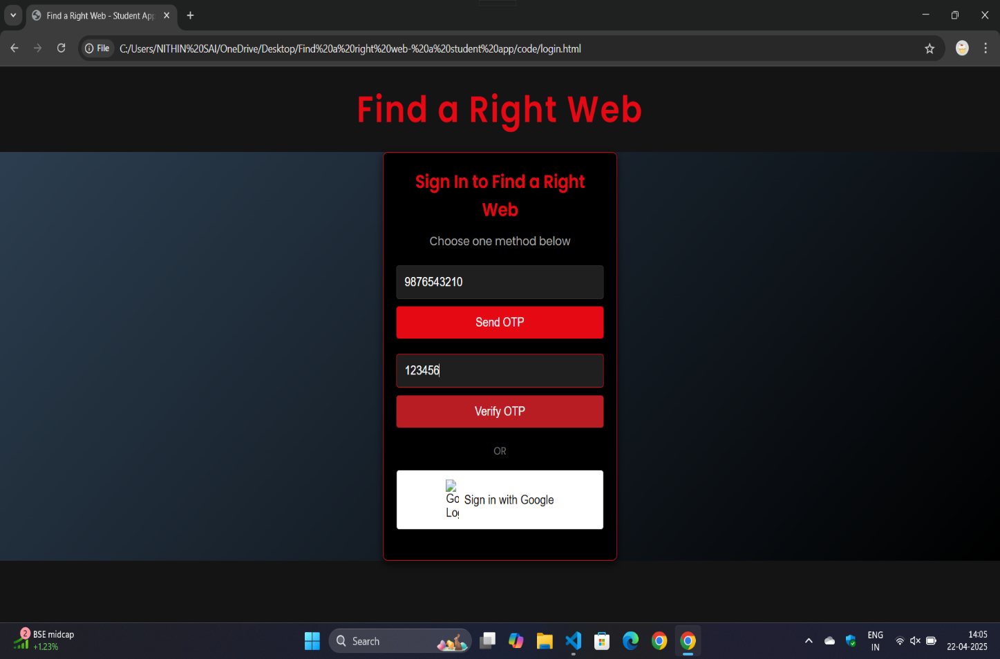 Find a Right Web - Student App
File
C:/Users/NITHIN%20SAI/OneDrive/Desktop/Find%20a%20right%20web-%20a%20student%20app/code/login.html
Find a Right Web
Sign In to Find a Right
Web
Choose one method below
9876543210
Send OTP
123456
Verify OTP
OR
Go
Log
Sign in with Google
2
BSE midcap
+1.23%
Search
ENG
IN
14:05
22-04-2025